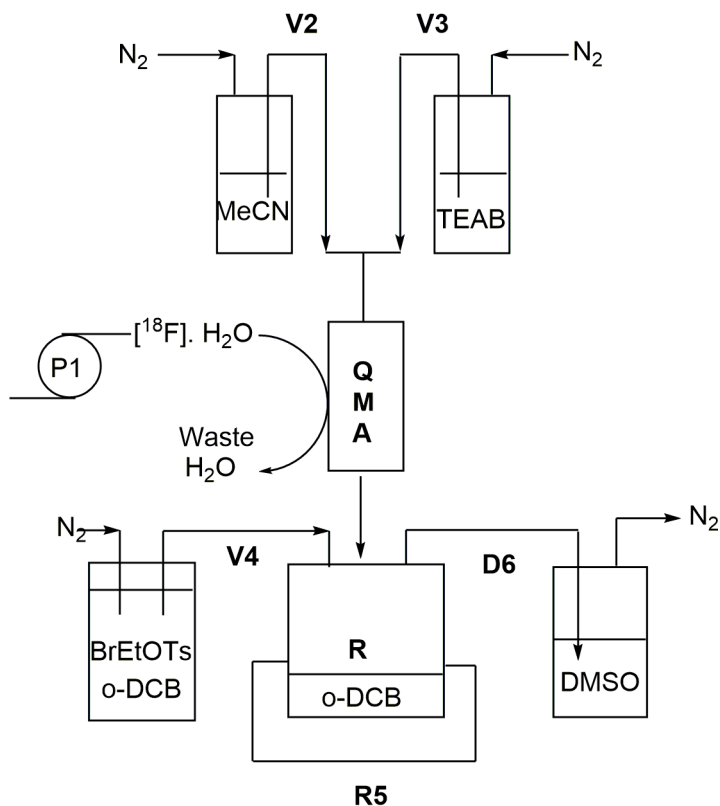 V2
V3
N₂
N₂
MeCN
TEAB
P1
[¹⁸F]. H₂O
Q
M
A
Waste
H₂O
N₂
V4
D6
N₂
BrEtOTs
o-DCB
R
o-DCB
DMSO
R5